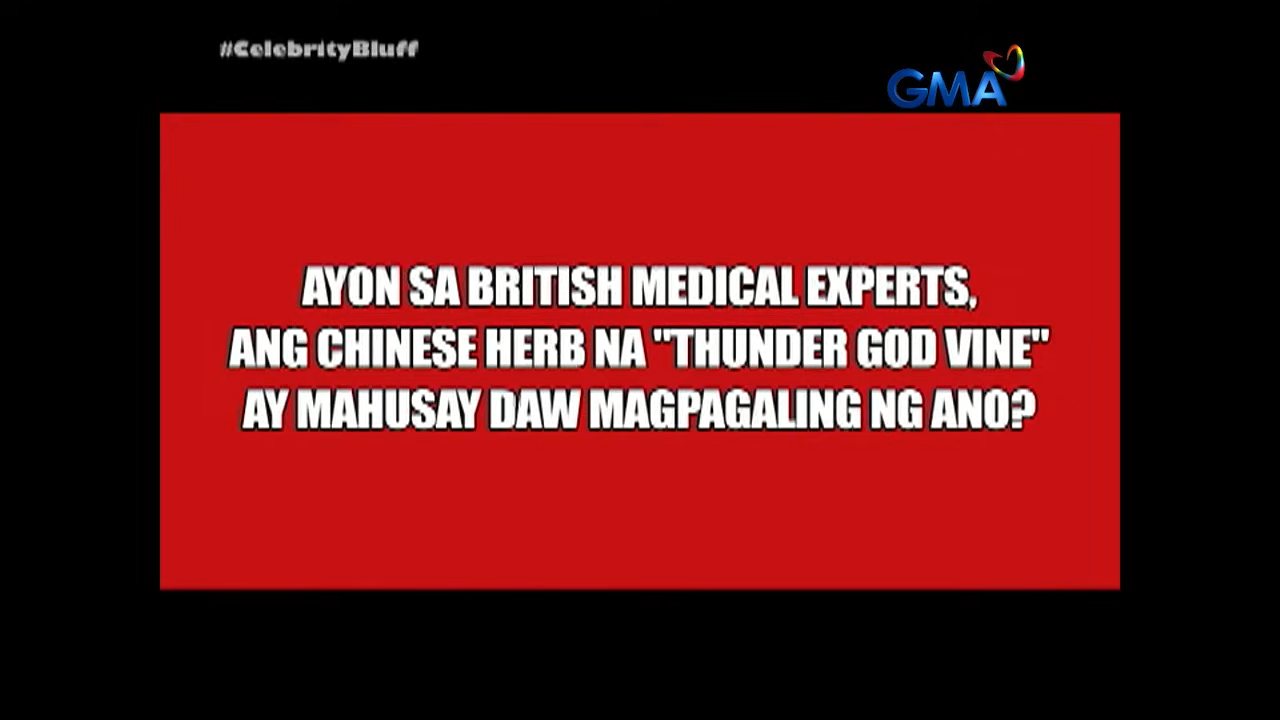 #CelebrityBluff
GMA
AYON SA BRITISH MEDICAL EXPERTS,
ANG CHINESE HERB NA "THUNDER GOD VINE"
AY MAHUSAY DAW MAGPAGALING NG ANO?